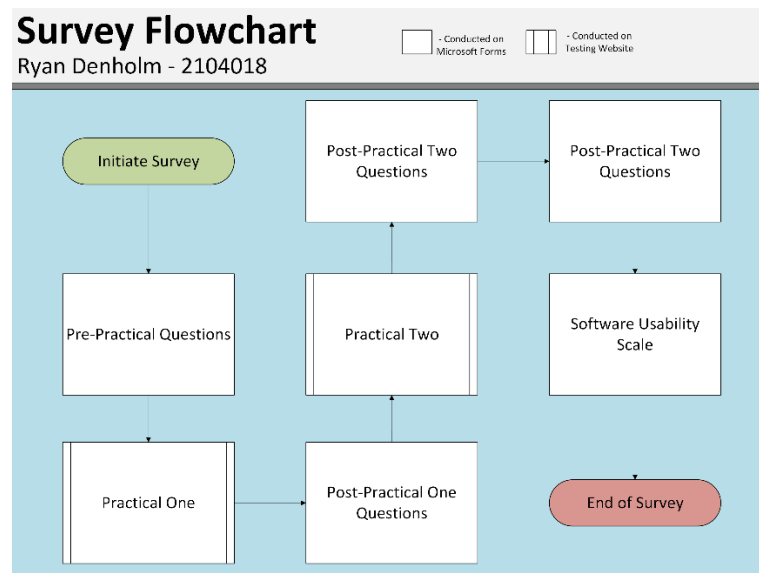 Survey Flowchart
Ryan Denholm - 2104018
- Conducted on
Microsoft Forms
- Conducted on
Testing Website
Initiate Survey
Pre-Practical Questions
Practical One
Post-Practical One
Questions
Practical Two
Post-Practical Two
Questions
Post-Practical Two
Questions
Software Usability
Scale
End of Survey